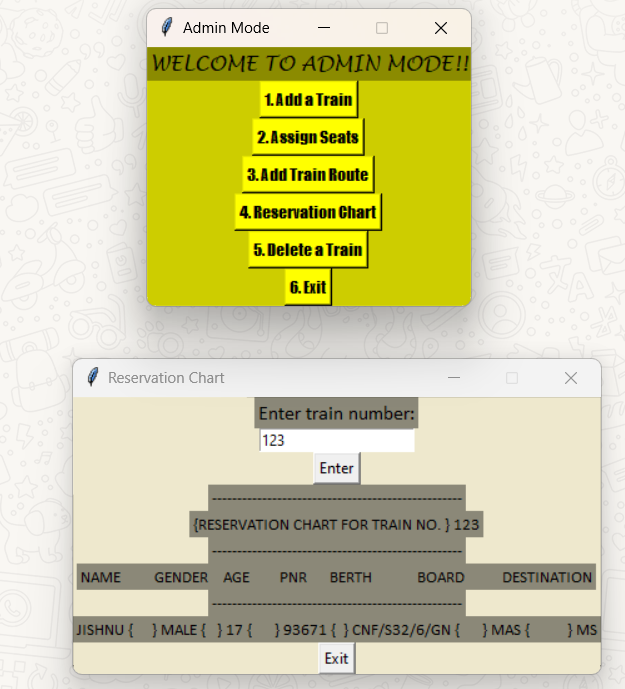 Admin Mode
WELCOME TO ADMIN MODE!!
1. Add a Train
2. Assign Seats
3. Add Train Route
4. Reservation Chart
5. Delete a Train
6. Exit
Reservation Chart
Enter train number:
123
Enter
--------------------------------------------------
{RESERVATION CHART FOR TRAIN NO. } 123
--------------------------------------------------
NAME GENDER AGE PNR BERTH BOARD DESTINATION
--------------------------------------------------
JISHNU { } MALE { } 17 { } 93671 { } CNF/S32/6/GN { } MAS { } MS
Exit